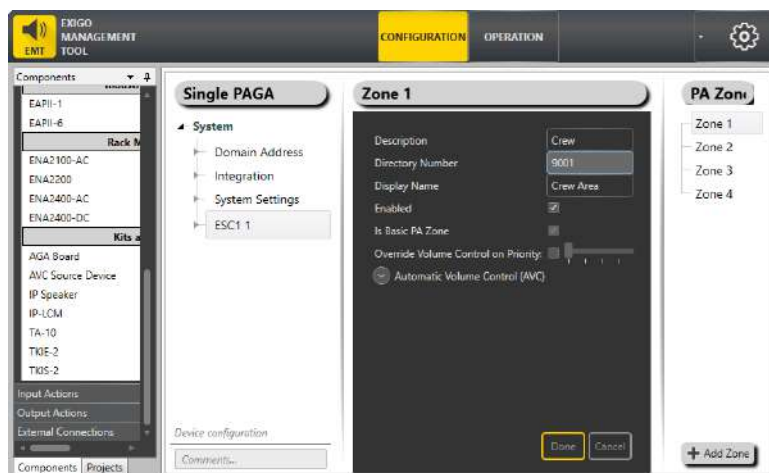 EXIGO
MANAGEMENT
TOOL
EMT
CONFIGURATION
OPERATION
Components
EAPII-1
EAPII-6
Rack M
ENA2100-AC
ENA2200
ENA2400-AC
ENA2400-DC
Kits a
AGA Board
AVC Source Device
IP Speaker
IP-LCM
TA-10
TKIE-2
TKIS-2
Input Actions
Output Actions
External Connections
Components Projects
Single PAGA
System
Domain Address
Integration
System Settings
ESC1 1
Device configuration
Comments...
Zone 1
Description Crew
Directory Number 9001
Display Name Crew Area
Enabled
Is Basic PA Zone
Override Volume Control on Priority:
Automatic Volume Control (AVC)
Done Cancel
PA Zone
Zone 1
Zone 2
Zone 3
Zone 4
+ Add Zone